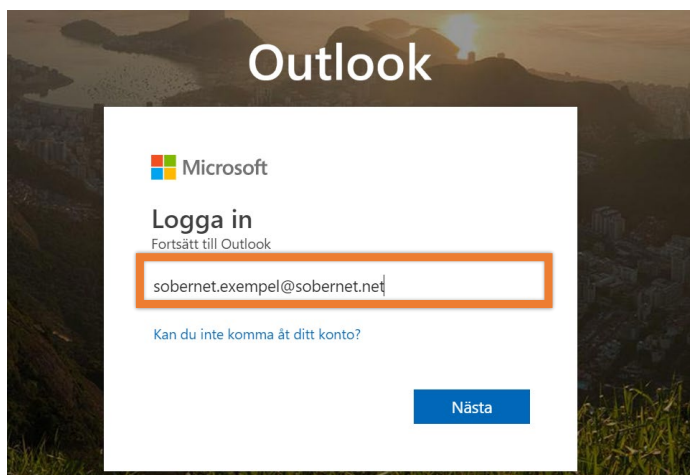 Outlook
Microsoft
Logga in
Fortsätt till Outlook
sobernet.exempel@sobernet.net
Kan du inte komma åt ditt konto?
Nästa